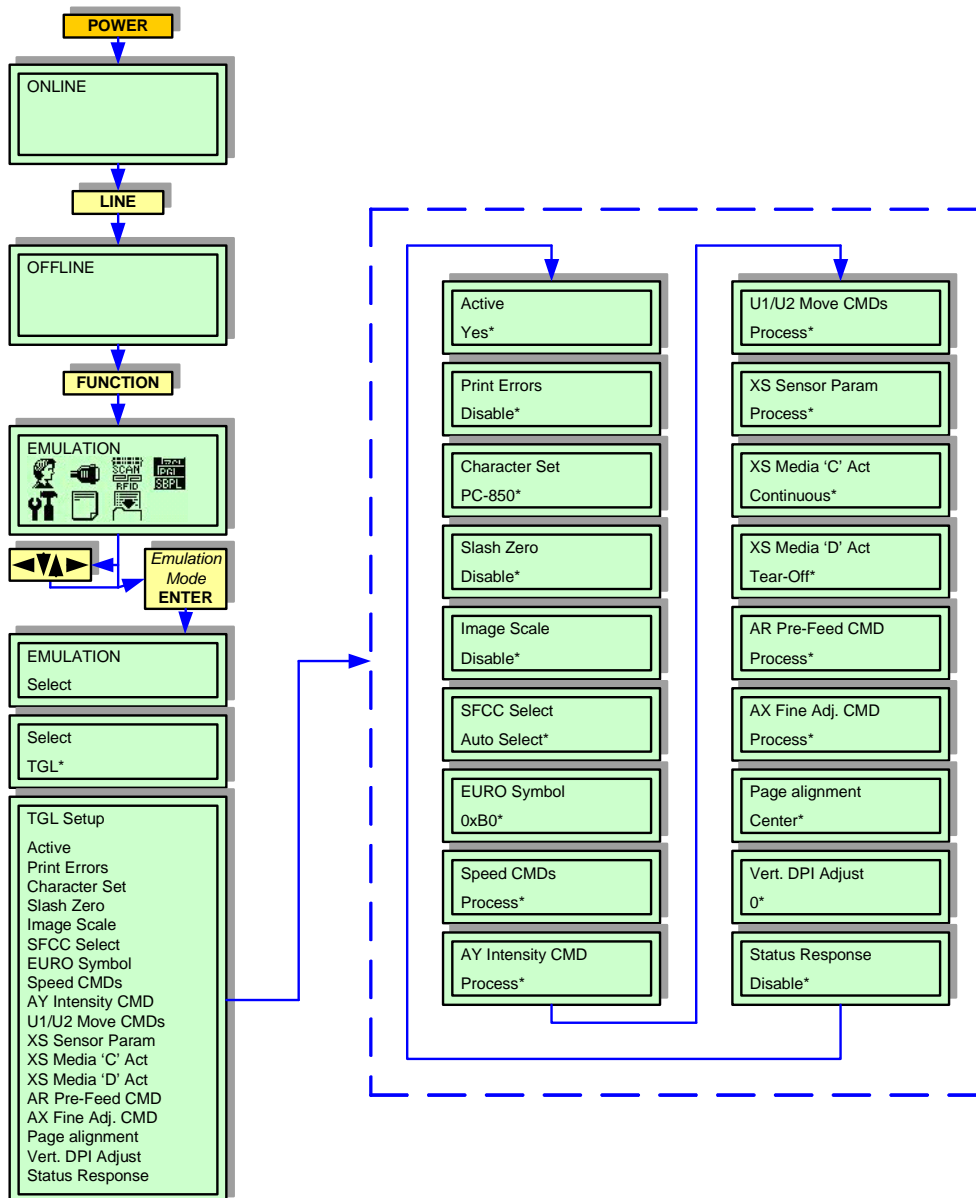 POWER
ONLINE
LINE
OFFLINE
FUNCTION
EMULATION
SCAN
RFID
PGL
SBPL
Emulation
Mode
ENTER
EMULATION
Select
Select
TGL*
TGL Setup
Active
Print Errors
Character Set
Slash Zero
Image Scale
SFCC Select
EURO Symbol
Speed CMDs
AY Intensity CMD
U1/U2 Move CMDs
XS Sensor Param
XS Media ‘C’ Act
XS Media ‘D’ Act
AR Pre-Feed CMD
AX Fine Adj. CMD
Page alignment
Vert. DPI Adjust
Status Response
Active
Yes*
Print Errors
Disable*
Character Set
PC-850*
Slash Zero
Disable*
Image Scale
Disable*
SFCC Select
Auto Select*
EURO Symbol
0xB0*
Speed CMDs
Process*
AY Intensity CMD
Process*
U1/U2 Move CMDs
Process*
XS Sensor Param
Process*
XS Media ‘C’ Act
Continuous*
XS Media ‘D’ Act
Tear-Off*
AR Pre-Feed CMD
Process*
AX Fine Adj. CMD
Process*
Page alignment
Center*
Vert. DPI Adjust
0*
Status Response
Disable*